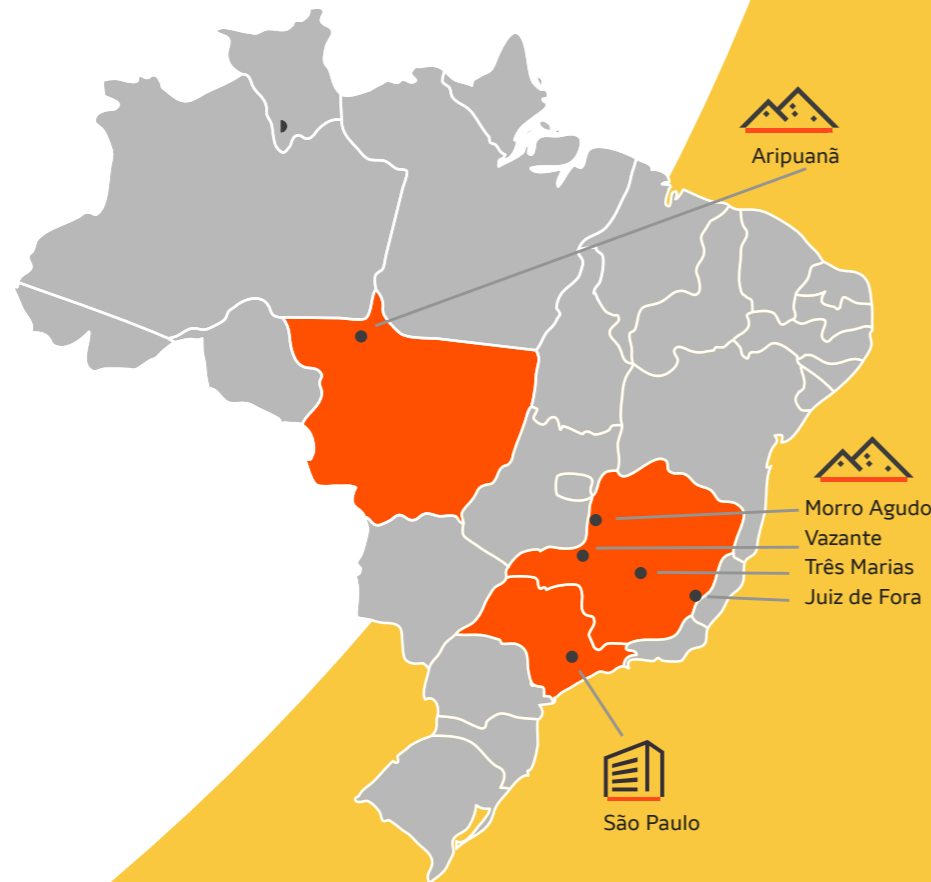 Aripuanã
Morro Agudo
Vazante
Três Marias
Juiz de Fora
São Paulo